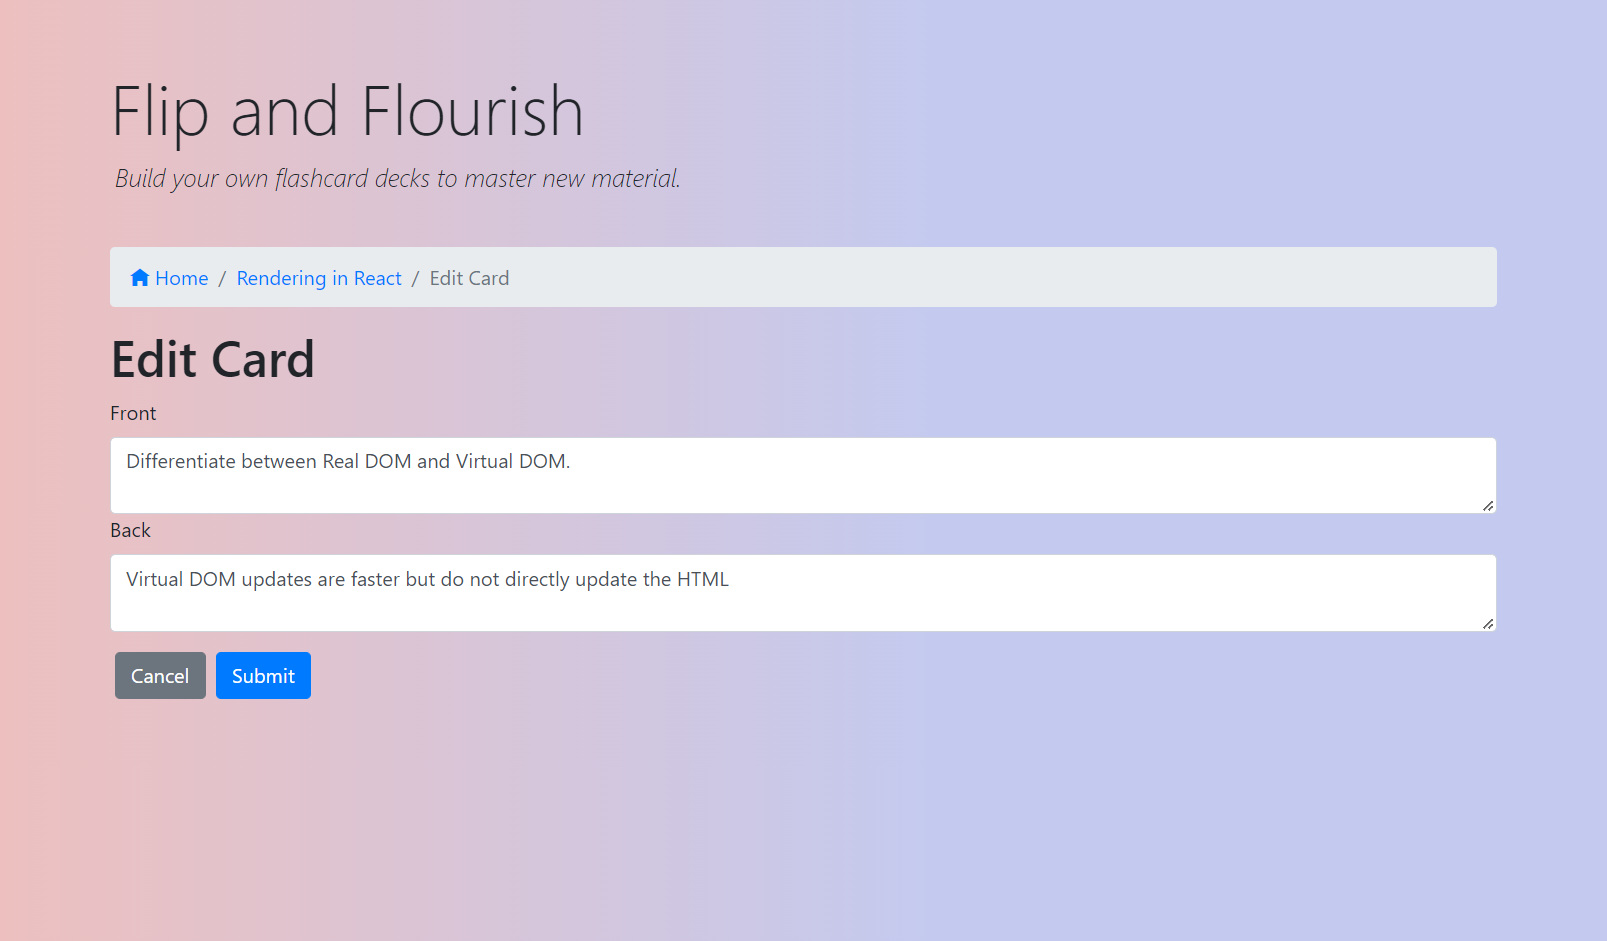 Flip and Flourish
Build your own flashcard decks to master new material.
Home / Rendering in React / Edit Card
Edit Card
Front
Differentiate between Real DOM and Virtual DOM.
Back
Virtual DOM updates are faster but do not directly update the HTML
Cancel Submit